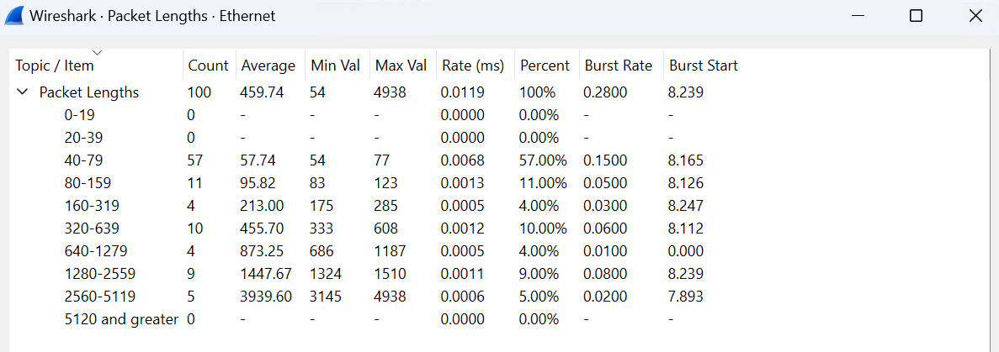 Wireshark · Packet Lengths · Ethernet
Topic / Item Count Average Min Val Max Val Rate (ms) Percent Burst Rate Burst Start
Packet Lengths 100 459.74 54 4938 0.0119 100% 0.2800 8.239
0-19 0 - - - 0.0000 0.00% - -
20-39 0 - - - 0.0000 0.00% - -
40-79 57 57.74 54 77 0.0068 57.00% 0.1500 8.165
80-159 11 95.82 83 123 0.0013 11.00% 0.0500 8.126
160-319 4 213.00 175 285 0.0005 4.00% 0.0300 8.247
320-639 10 455.70 333 608 0.0012 10.00% 0.0600 8.112
640-1279 4 873.25 686 1187 0.0005 4.00% 0.0100 0.000
1280-2559 9 1447.67 1324 1510 0.0011 9.00% 0.0800 8.239
2560-5119 5 3939.60 3145 4938 0.0006 5.00% 0.0200 7.893
5120 and greater 0 - - - 0.0000 0.00% - -